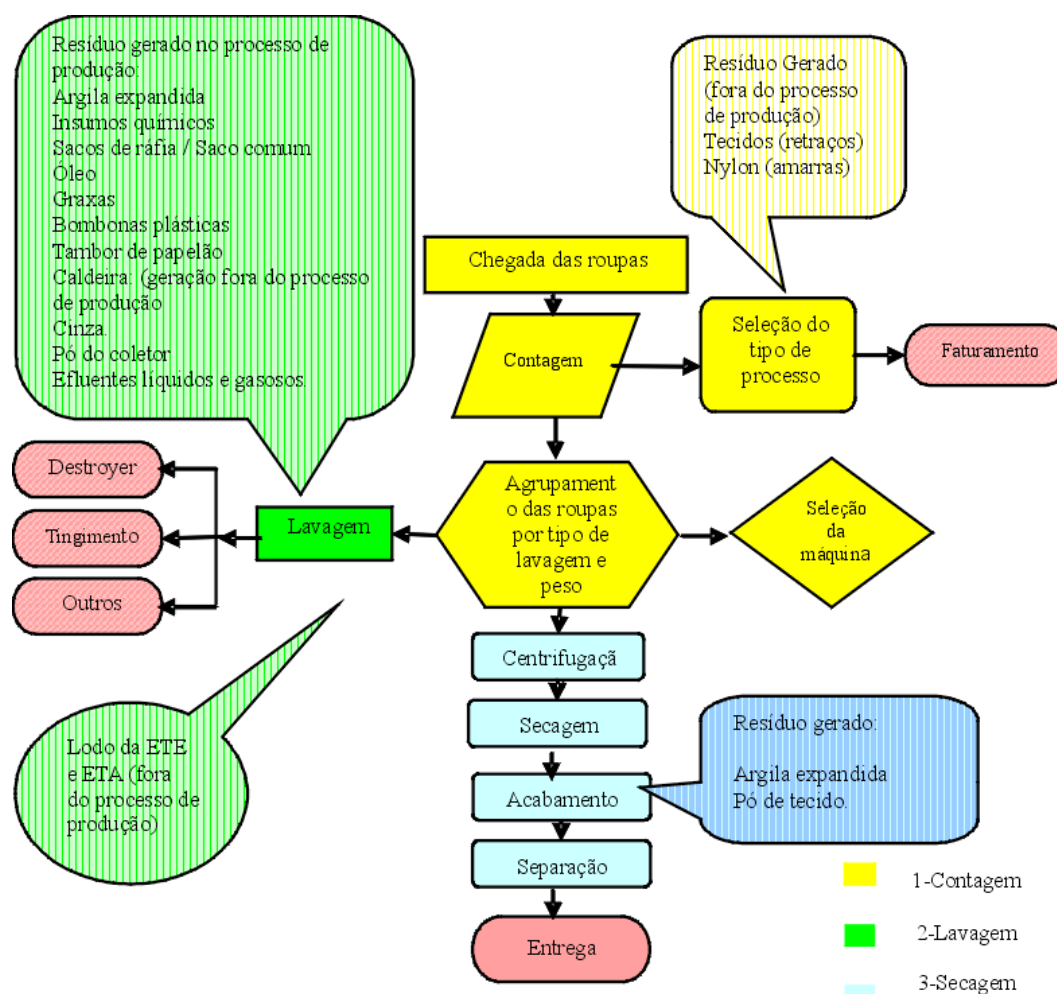 Resíduo gerado no processo de
produção:
Argila expandida
Insumos químicos
Sacos de ráfia / Saco comum
Óleo
Graxas
Bombonas plásticas
Tambor de papelão
Caldeira: (geração fora do processo
de produção
Cinza.
Pó do coletor
Efluentes líquidos e gasosos.
Resíduo Gerado
(fora do processo
de produção)
Tecidos (retraços)
Nylon (amarras)
Chegada das roupas
Contagem
Seleção do
tipo de
processo
Faturamento
Destroyer
Tingimento
Outros
Lavagem
Agrupament
o das roupas
por tipo de
lavagem e
peso
Seleção
da
máquina
Centrifugaçã
Secagem
Acabamento
Separação
Entrega
Lodo da ETE
e ETA (fora
do processo de
produção)
Resíduo gerado:
Argila expandida
Pó de tecido.
1-Contagem
2-Lavagem
3-Secagem